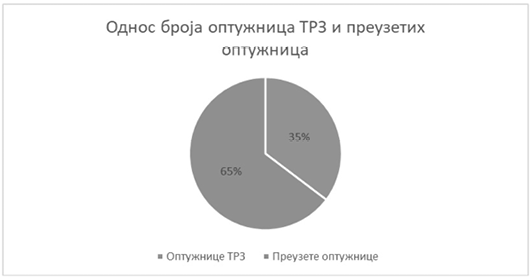 Однос броја оптужница ТРЗ и преузетих
оптужница
35%
65%
Оптужнице ТРЗ Преузете оптужнице